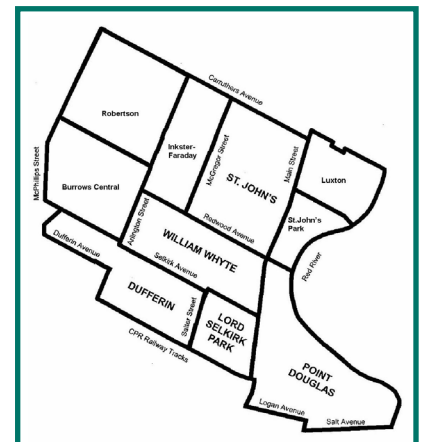 Carruthers Avenue
Robertson
Inkster-
Faraday
McGregor Street
ST. JOHN'S
Main Street
Luxton
McPhillips Street
Burrows Central
Arlington Street
Redwood Avenue
St.John's
Park
Dufferin Avenue
WILLIAM WHYTE
Selkirk Avenue
Red River
DUFFERIN
Salter Street
LORD
SELKIRK
PARK
CPR Railway Tracks
POINT
DOUGLAS
Logan Avenue
Salt Avenue